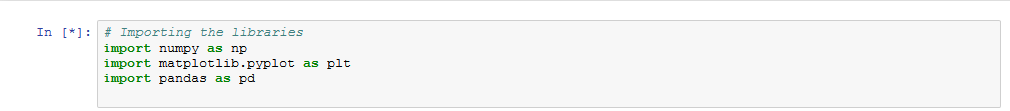 In [*]: # Importing the libraries
import numpy as np
import matplotlib.pyplot as plt
import pandas as pd